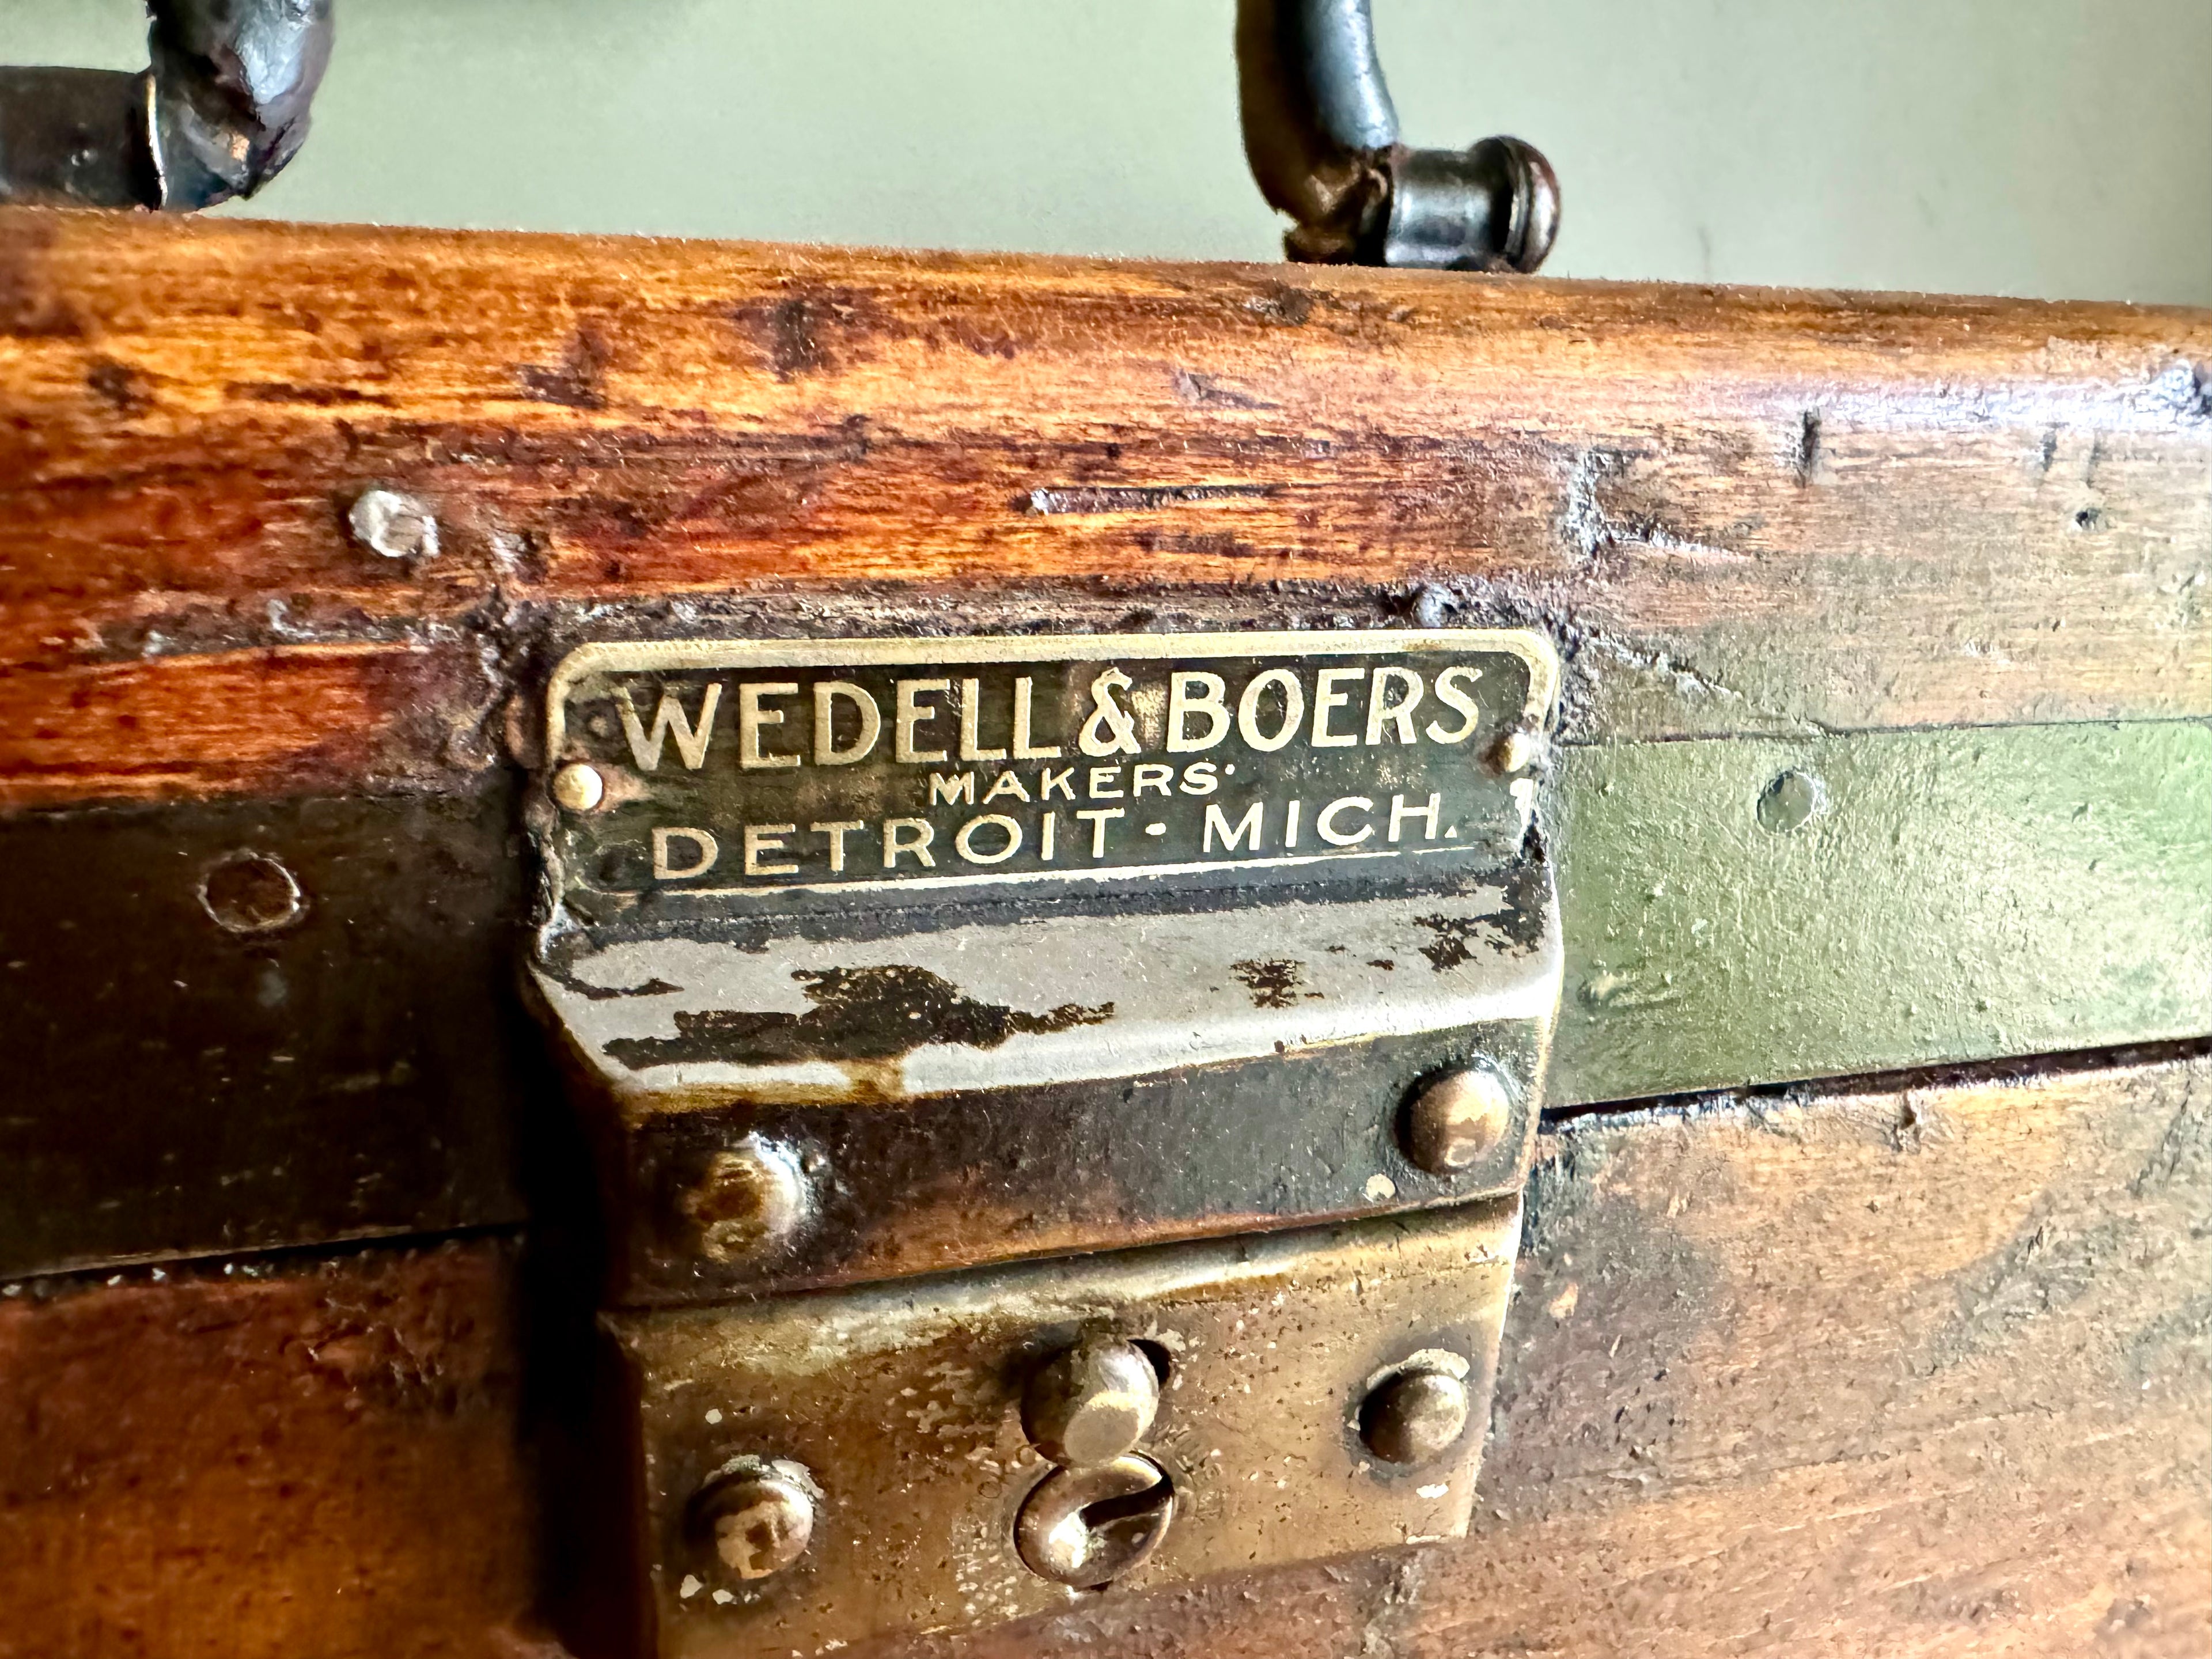 WEDELL & BOERS
MAKERS'
DETROIT - MICH.